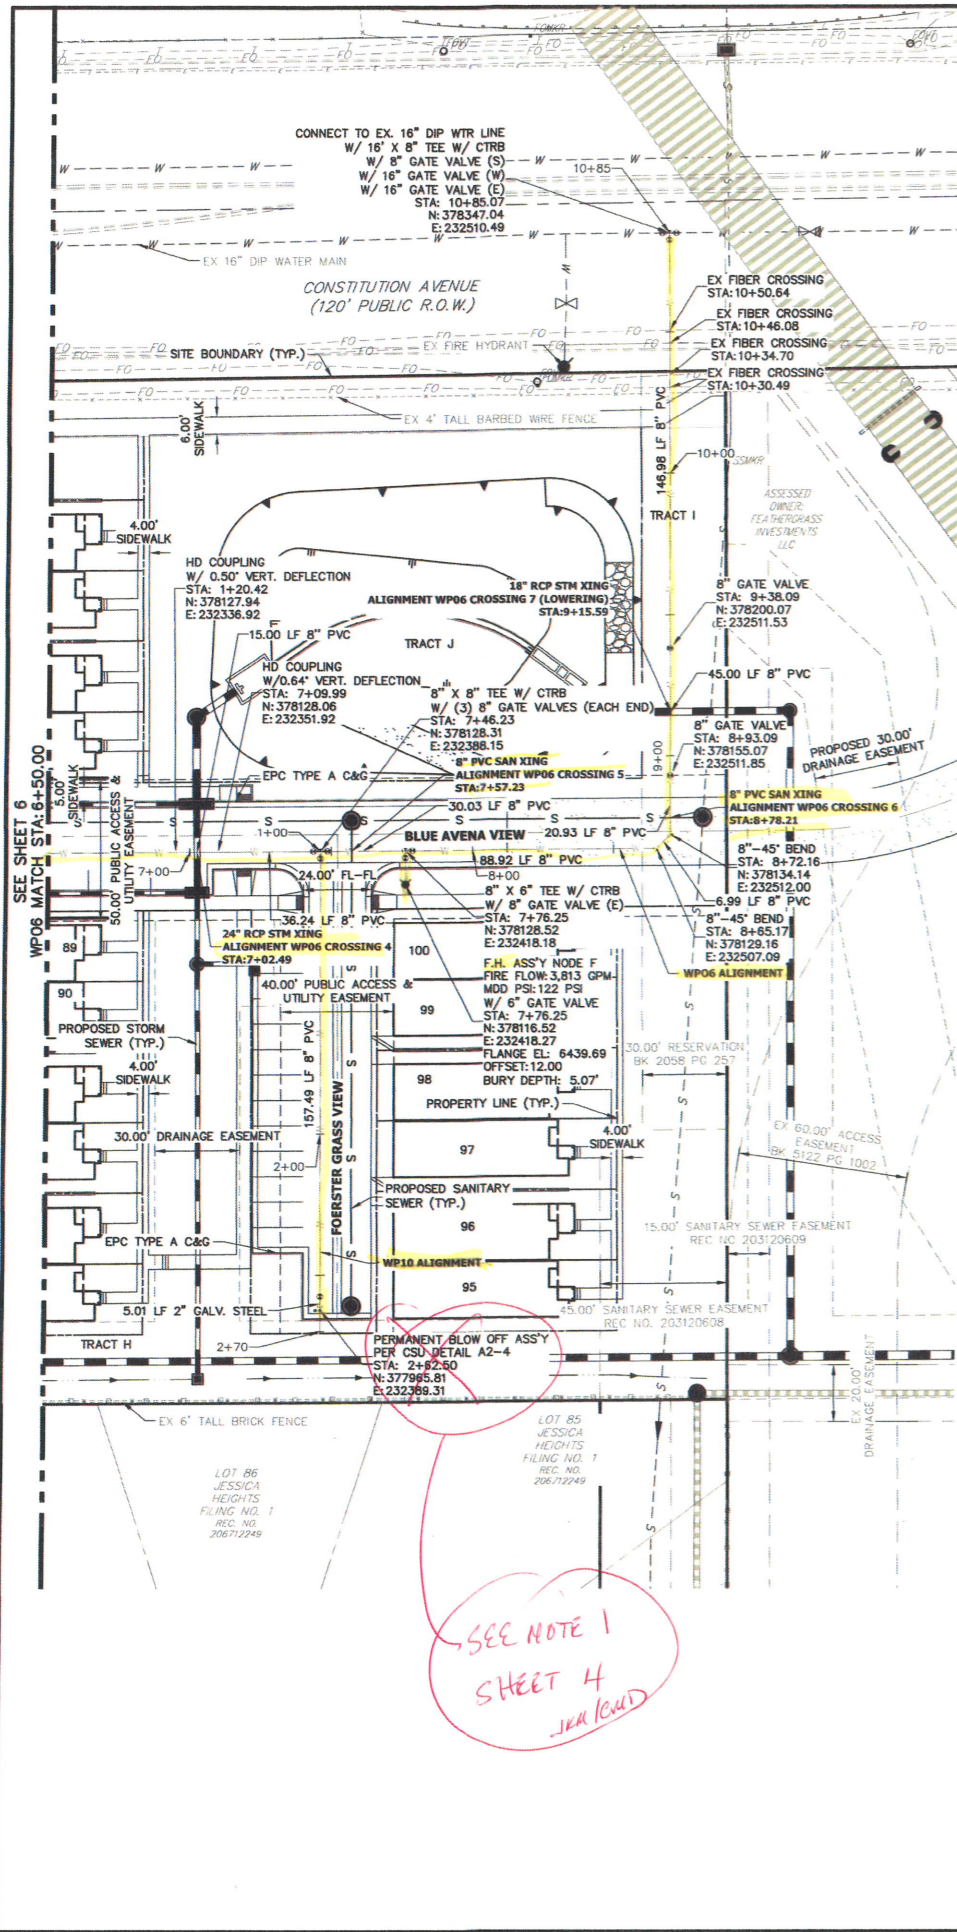 CONNECT TO EX. 16" DIP WTR LINE
W/ 16' X 8" TEE W/ CTRB
W/ 8" GATE VALVE (S)
W/ 16" GATE VALVE (W)
W/ 16" GATE VALVE (E)
STA: 10+85.07
N: 378347.04
E: 232510.49
10+85
EX 16" DIP WATER MAIN
CONSTITUTION AVENUE
(120' PUBLIC R.O.W.)
EX FIBER CROSSING
STA:10+50.64
EX FIBER CROSSING
STA:10+46.08
EX FIBER CROSSING
STA:10+34.70
EX FIBER CROSSING
STA:10+30.49
SITE BOUNDARY (TYP.)
EX FIRE HYDRANT
EX 4' TALL BARBED WIRE FENCE
6.00'
SIDEWALK
146.98 LF 8" PVC
10+00
SSMKR
TRACT I
ASSESSED
OWNER:
FEATHERGRASS
INVESTMENTS
LLC
4.00'
SIDEWALK
HD COUPLING
W/ 0.50° VERT. DEFLECTION
STA: 1+20.42
N: 378127.94
E: 232336.92
18" RCP STM XING
ALIGNMENT WP06 CROSSING 7 (LOWERING)
STA:9+15.59
8" GATE VALVE
STA: 9+38.09
N: 378200.07
E: 232511.53
15.00 LF 8" PVC
TRACT J
HD COUPLING
W/0.64° VERT. DEFLECTION
STA: 7+09.99
N: 378128.06
E: 232351.92
8" X 8" TEE W/ CTRB
W/ (3) 8" GATE VALVES (EACH END)
STA: 7+46.23
N: 378128.31
E: 232388.15
45.00 LF 8" PVC
8" GATE VALVE
STA: 8+93.09
N: 378155.07
E: 232511.85
9+00
PROPOSED 30.00'
DRAINAGE EASEMENT
8" PVC SAN XING
ALIGNMENT WP06 CROSSING 5
STA:7+57.23
EPC TYPE A C&G
8" PVC SAN XING
ALIGNMENT WP06 CROSSING 6
STA:8+78.21
SEE SHEET 6
WP06 MATCH STA: 6+50.00
5.00'
SIDEWALK
50.00' PUBLIC ACCESS &
UTILITY EASEMENT
30.03 LF 8" PVC
1+00
BLUE AVENA VIEW
20.93 LF 8" PVC
7+00
24.00' FL-FL
88.92 LF 8" PVC
8+00
8"-45° BEND
STA: 8+72.16
N: 378134.14
E: 232512.00
6.99 LF 8" PVC
8"-45° BEND
STA: 8+65.17
N: 378129.16
E: 232507.09
WP06 ALIGNMENT
8" X 6" TEE W/ CTRB
W/ 8" GATE VALVE (E)
STA: 7+76.25
N: 378128.52
E: 232418.18
36.24 LF 8" PVC
24" RCP STM XING
ALIGNMENT WP06 CROSSING 4
STA:7+02.49
F.H. ASS'Y NODE F
FIRE FLOW: 3,813 GPM
MDD PSI: 122 PSI
W/ 6" GATE VALVE
STA: 7+76.25
N: 378116.52
E: 232418.27
FLANGE EL: 6439.69
OFFSET: 12.00
BURY DEPTH: 5.07'
89
90
100
99
98
97
96
95
40.00' PUBLIC ACCESS &
UTILITY EASEMENT
PROPOSED STORM
SEWER (TYP.)
4.00'
SIDEWALK
30.00' DRAINAGE EASEMENT
157.49 LF 8" PVC
2+00
FOERSTER GRASS VIEW
30.00' RESERVATION
BK 2058 PG 257
PROPERTY LINE (TYP.)
4.00'
SIDEWALK
EX 60.00' ACCESS
EASEMENT
BK 5122 PG 1002
PROPOSED SANITARY
SEWER (TYP.)
15.00' SANITARY SEWER EASEMENT
REC NO 203120609
EPC TYPE A C&G
WP10 ALIGNMENT
5.01 LF 2" GALV. STEEL
45.00' SANITARY SEWER EASEMENT
REC NO. 203120608
TRACT H
2+70
PERMANENT BLOW OFF ASS'Y
PER CSU DETAIL A2-4
STA: 2+62.50
N: 377965.81
E: 232389.31
EX 20.00'
DRAINAGE EASEMENT
EX 6' TALL BRICK FENCE
LOT 86
JESSICA
HEIGHTS
FILING NO. 1
REC. NO.
206712249
LOT 85
JESSICA
HEIGHTS
FILING NO. 1
REC. NO.
206712249
SEE NOTE 1
SHEET 4